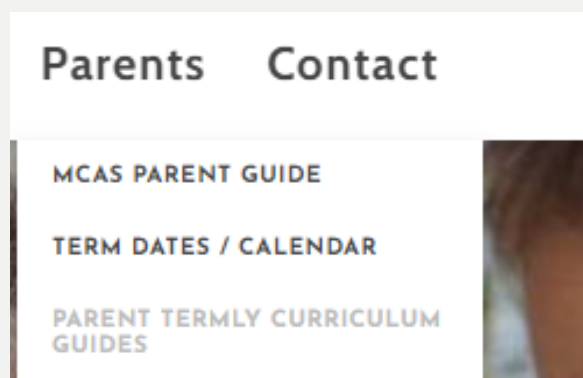 Parents Contact
MCAS PARENT GUIDE
TERM DATES / CALENDAR
PARENT TERMLY CURRICULUM
GUIDES